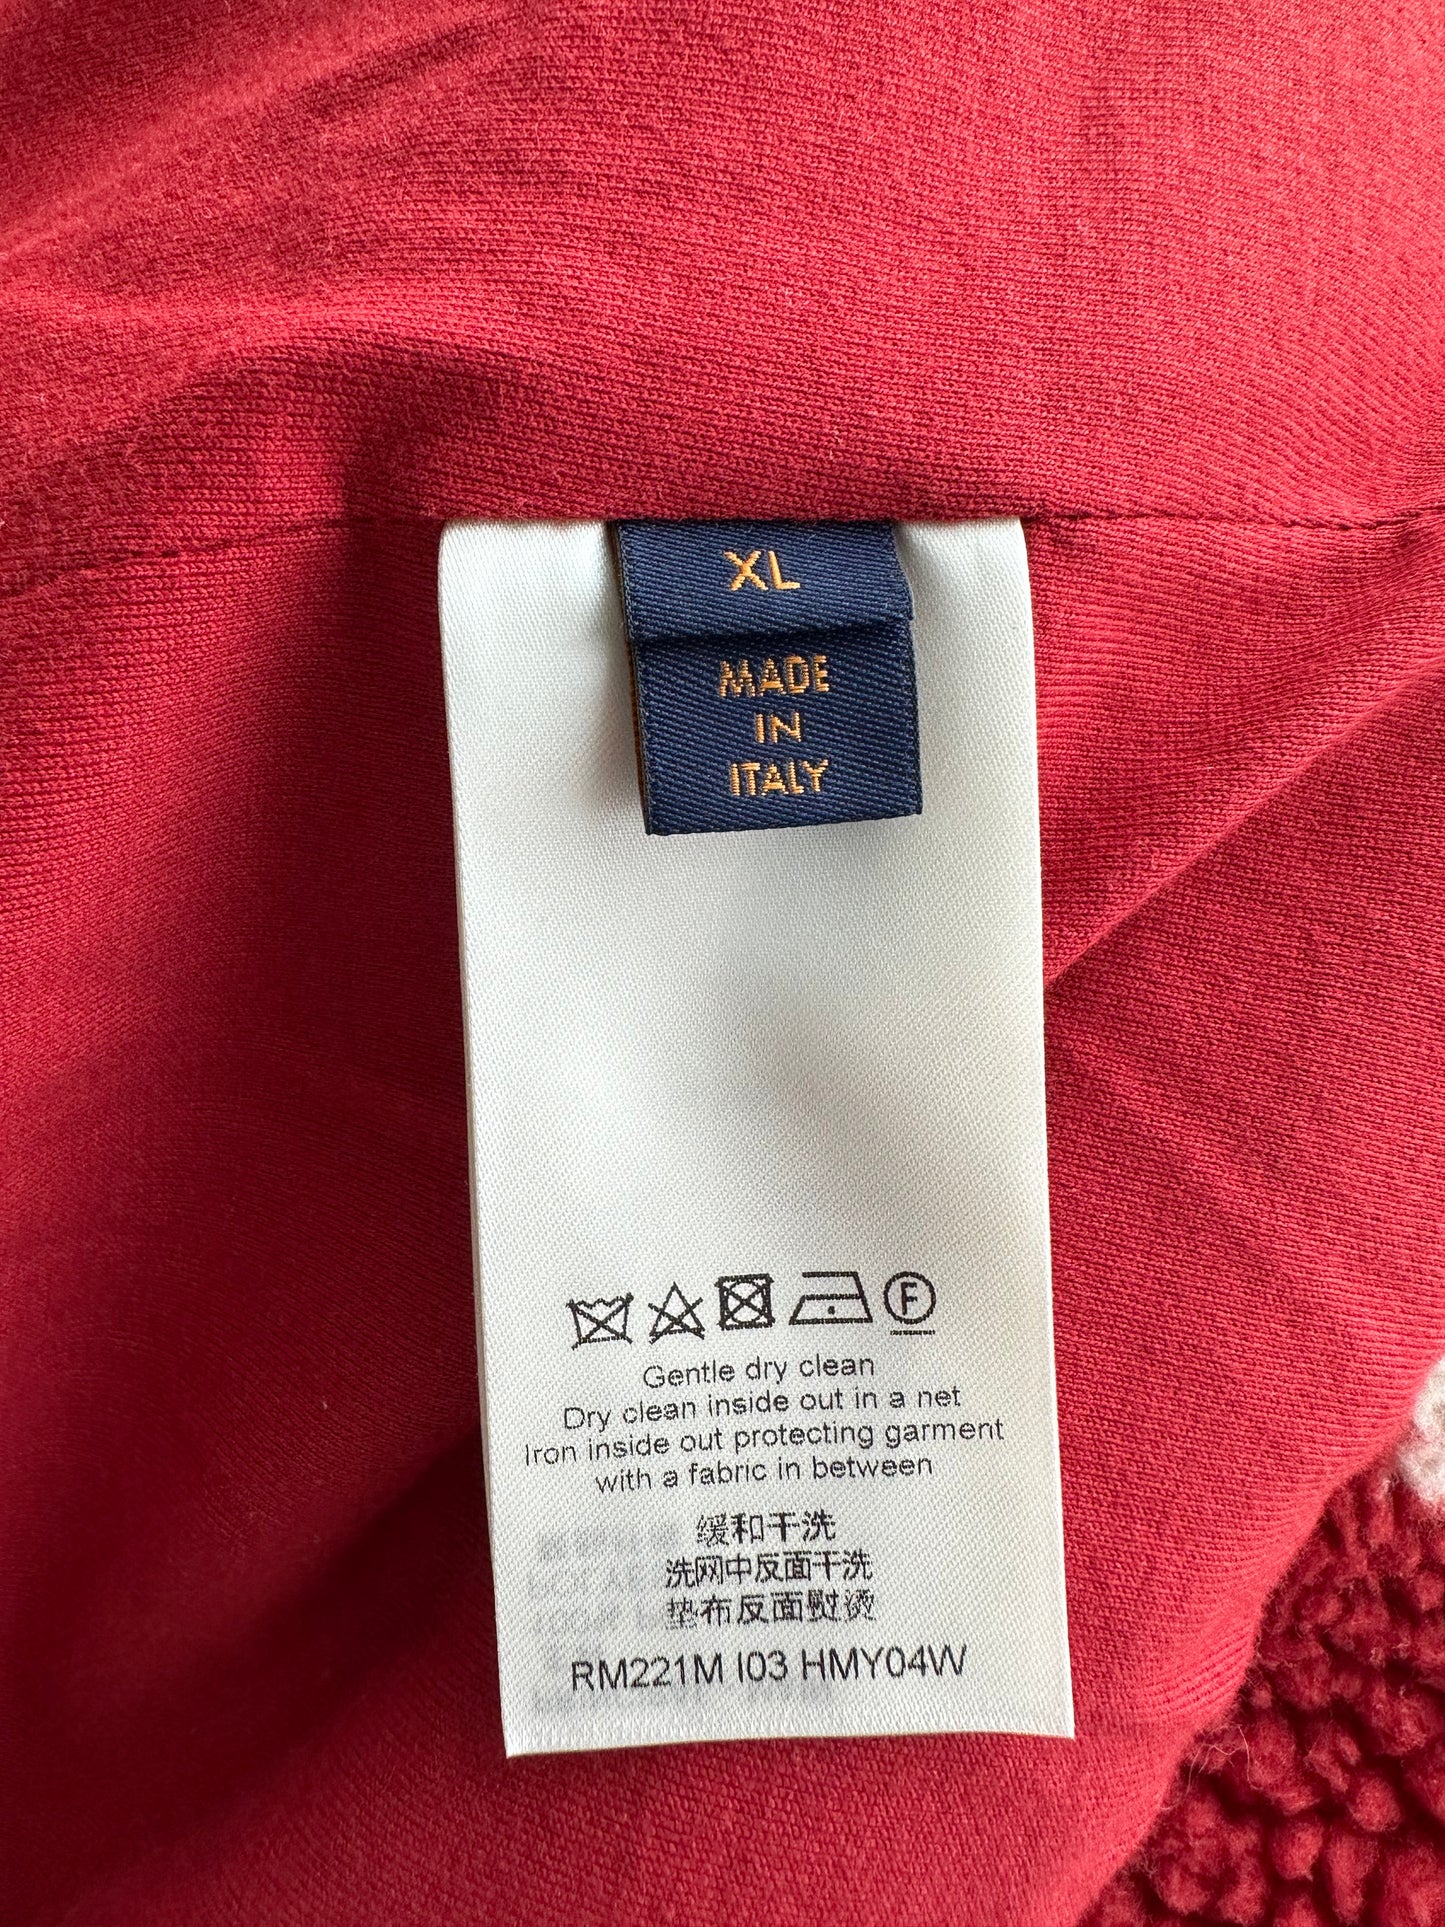 XL
MADE
IN
ITALY
F
Gentle dry clean
Dry clean inside out in a net
Iron inside out protecting garment
with a fabric in between
缓和干洗
洗网中反面干洗
垫布反面熨烫
RM221M I03 HMY04W